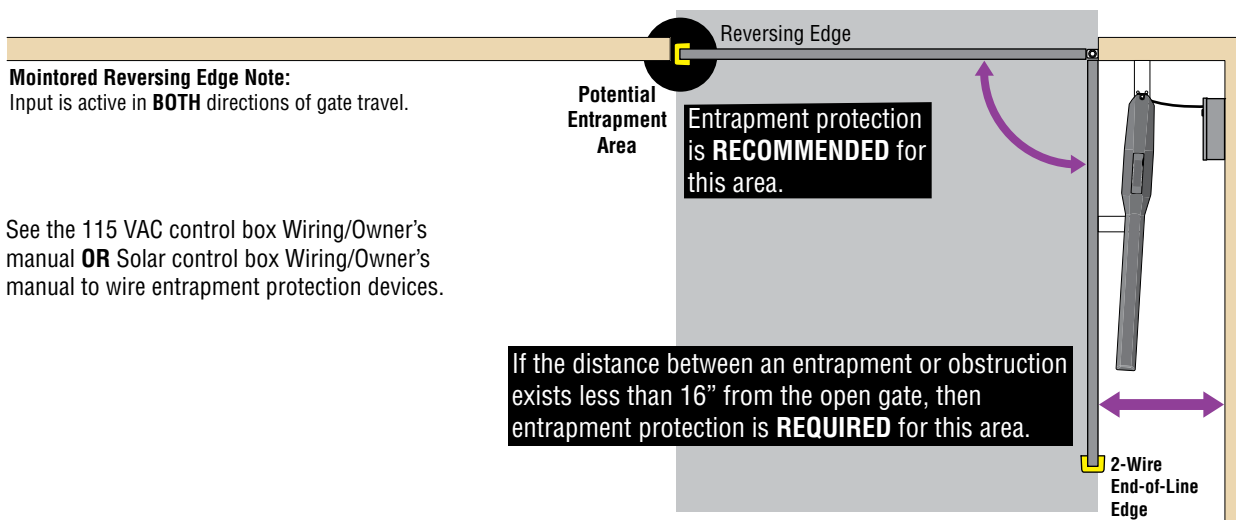 Reversing Edge
Mointored Reversing Edge Note:
Input is active in BOTH directions of gate travel.
Potential
Entrapment
Area
Entrapment protection
is RECOMMENDED for
this area.
See the 115 VAC control box Wiring/Owner's
manual OR Solar control box Wiring/Owner's
manual to wire entrapment protection devices.
If the distance between an entrapment or obstruction
exists less than 16” from the open gate, then
entrapment protection is REQUIRED for this area.
2-Wire
End-of-Line
Edge